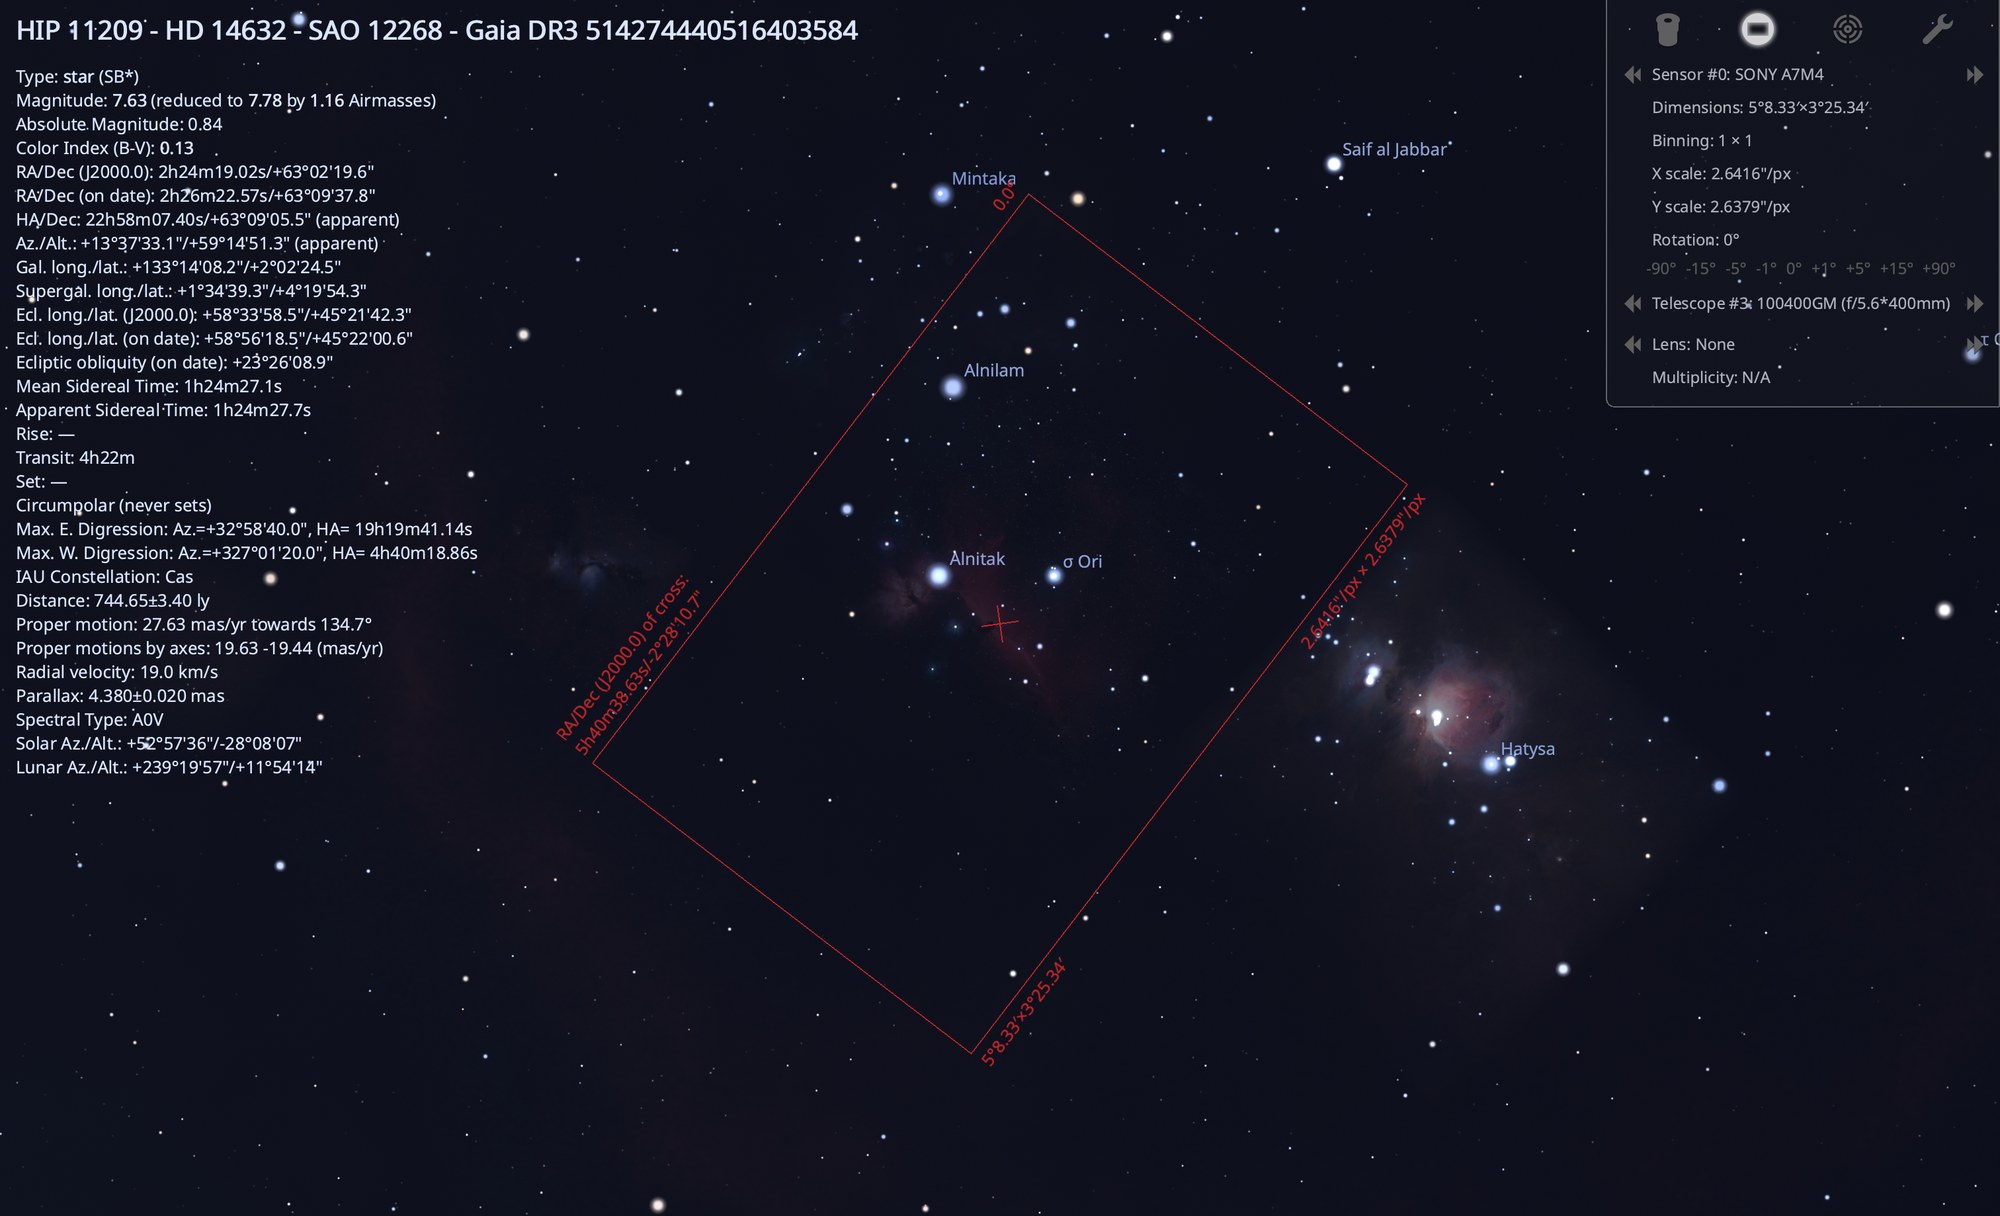 HIP 11209 - HD 14632 - SAO 12268 - Gaia DR3 514274440516403584
Type: star (SB*)
Magnitude: 7.63 (reduced to 7.78 by 1.16 Airmasses)
Absolute Magnitude: 0.84
Color Index (B-V): 0.13
RA/Dec (J2000.0): 2h24m19.02s/+63°02'19.6"
RA/Dec (on date): 2h26m22.57s/+63°09'37.8"
HA/Dec: 22h58m07.40s/+63°09'05.5" (apparent)
Az./Alt.: +13°37'33.1"/+59°14'51.3" (apparent)
Gal. long./lat.: +133°14'08.2"/+2°02'24.5"
Supergal. long./lat.: +1°34'39.3"/+4°19'54.3"
Ecl. long./lat. (J2000.0): +58°33'58.5"/+45°21'42.3"
Ecl. long./lat. (on date): +58°56'18.5"/+45°22'00.6"
Ecliptic obliquity (on date): +23°26'08.9"
Mean Sidereal Time: 1h24m27.1s
Apparent Sidereal Time: 1h24m27.7s
Rise: —
Transit: 4h22m
Set: —
Circumpolar (never sets)
Max. E. Digression: Az.=+32°58'40.0", HA= 19h19m41.14s
Max. W. Digression: Az.=+327°01'20.0", HA= 4h40m18.86s
IAU Constellation: Cas
Distance: 744.65±3.40 ly
Proper motion: 27.63 mas/yr towards 134.7°
Proper motions by axes: 19.63 -19.44 (mas/yr)
Radial velocity: 19.0 km/s
Parallax: 4.380±0.020 mas
Spectral Type: A0V
Solar Az./Alt.: +52°57'36"/-28°08'07"
Lunar Az./Alt.: +239°19'57"/+11°54'14"
Mintaka
0.0°
Saif al Jabbar
Alnilam
Alnitak
σ Ori
Hatysa
RA/Dec (J2000.0) of cross:
5h40m38.63s/-2°28'10.7"
2.6416"/px × 2.6379"/px
5°8.33′×3°25.34′
Sensor #0: SONY A7M4
Dimensions: 5°8.33′×3°25.34′
Binning: 1 × 1
X scale: 2.6416"/px
Y scale: 2.6379"/px
Rotation: 0°
-90° -15° -5° -1° 0° +1° +5° +15° +90°
Telescope #3: 100400GM (f/5.6*400mm)
Lens: None
Multiplicity: N/A
τ